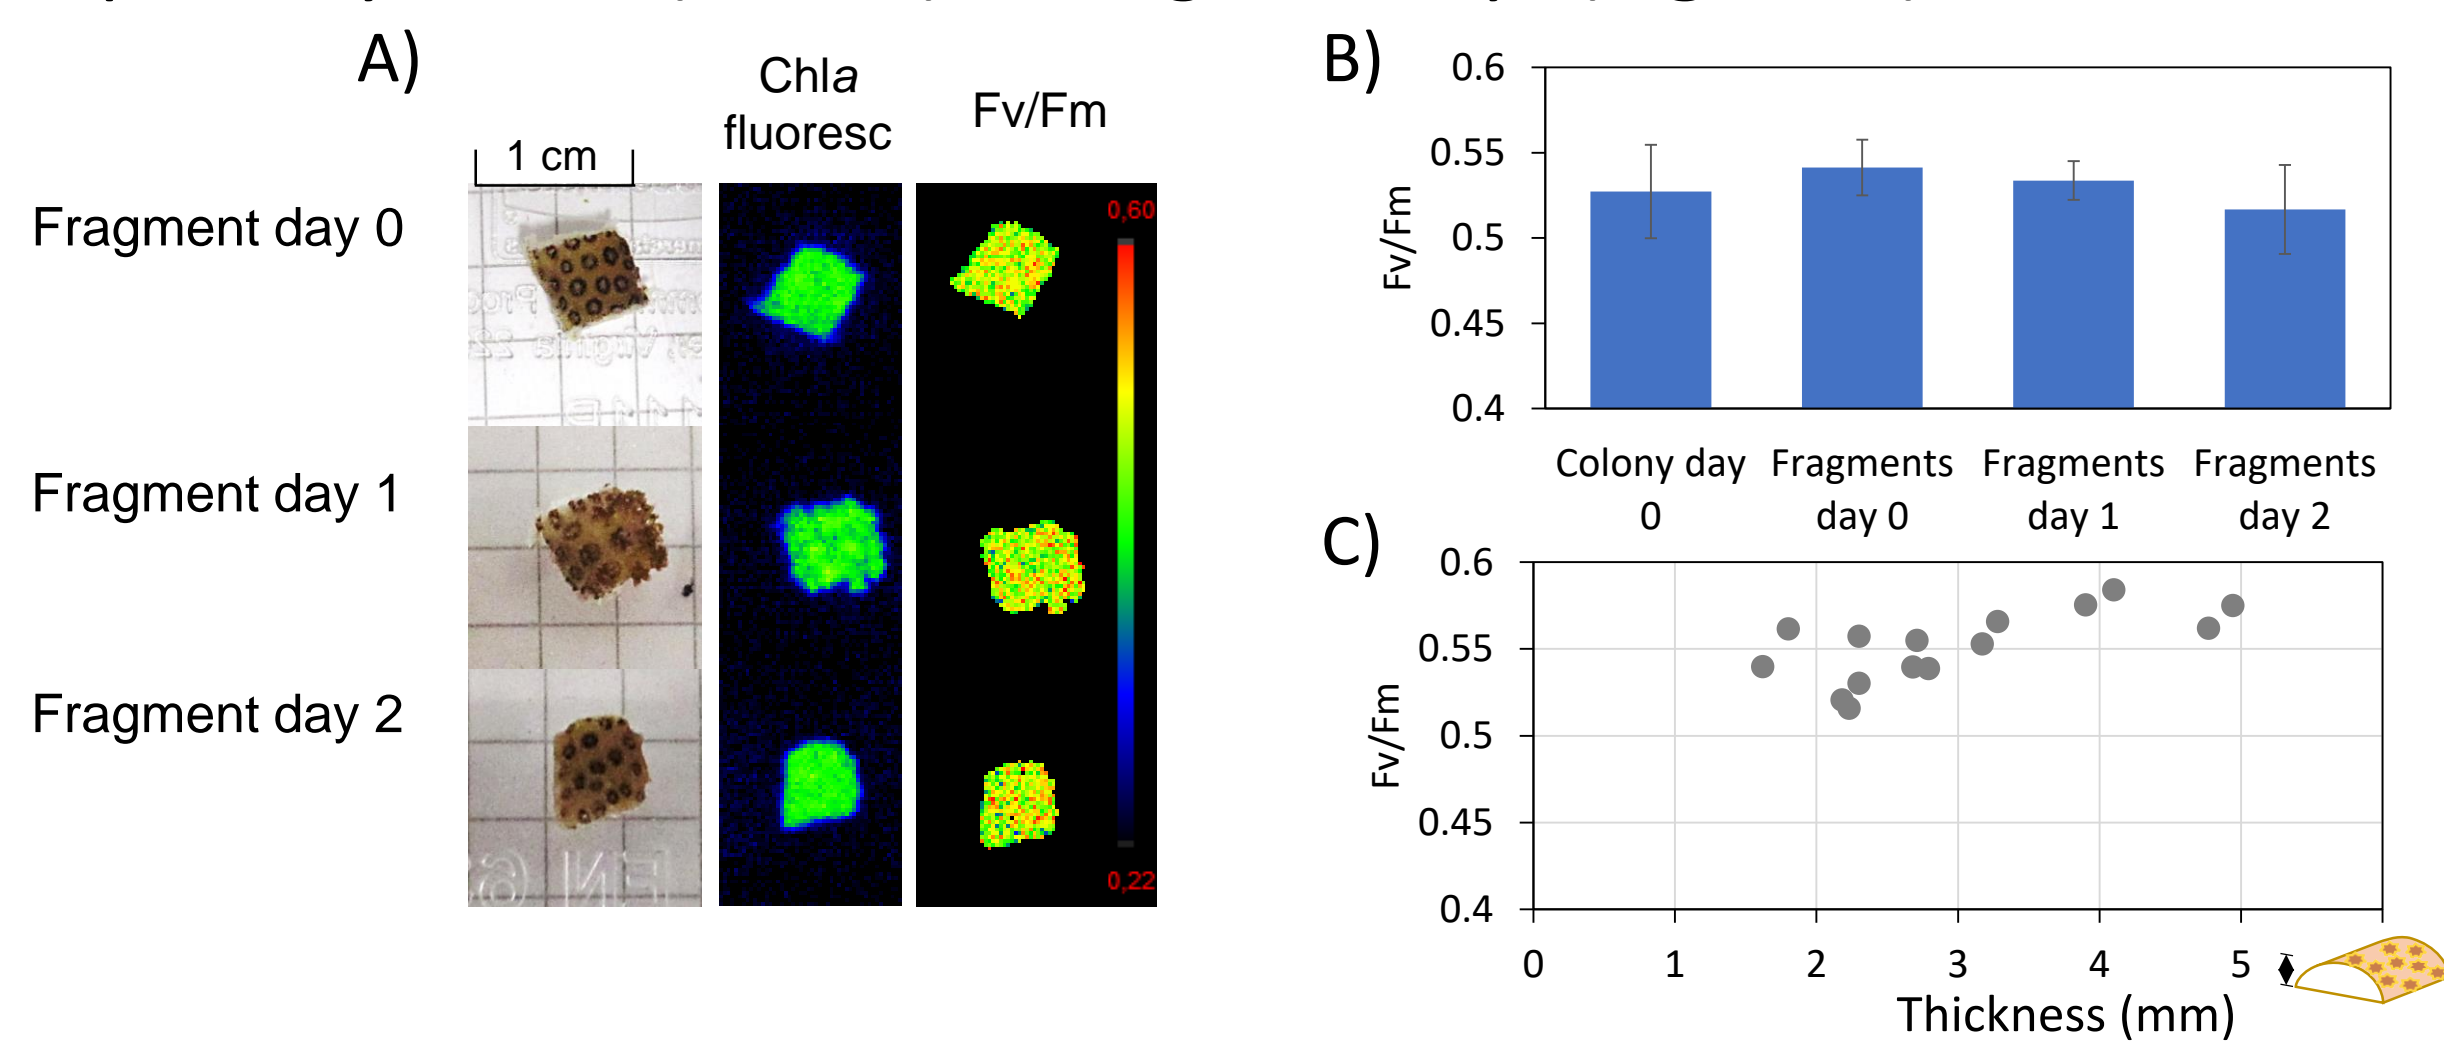 A)
Chla
fluoresc
Fv/Fm
1 cm
Fragment day 0
Fragment day 1
Fragment day 2
0,60
0,22
B)
Fv/Fm
0.6
0.55
0.5
0.45
0.4
Colony day
0
Fragments
day 0
Fragments
day 1
Fragments
day 2
C)
Fv/Fm
0.6
0.55
0.5
0.45
0.4
0 1 2 3 4 5
Thickness (mm)